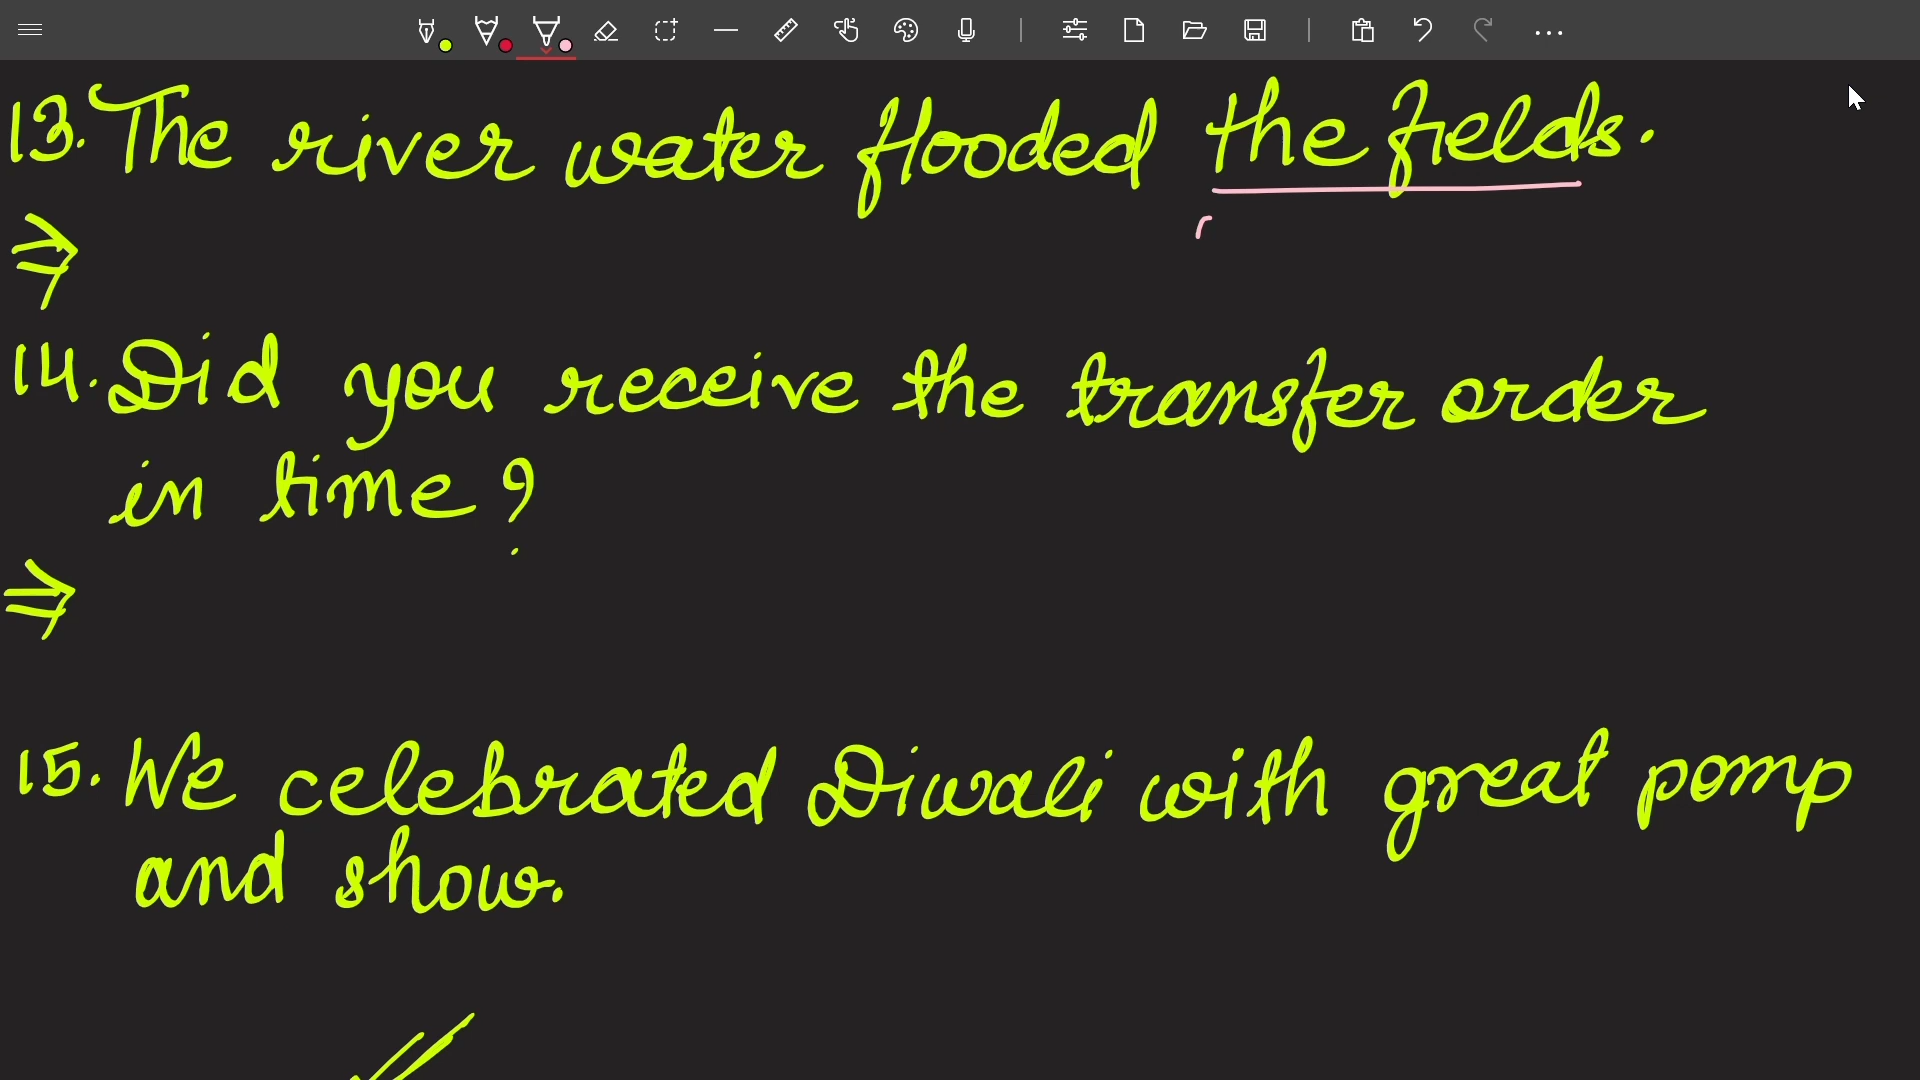 13. The river water flooded the fields.
⇒
14. Did you receive the transfer order
in time?
⇒
15. We celebrated Diwali with great pomp
and show.